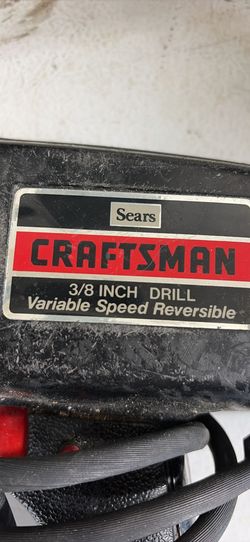 Sears
CRAFTSMAN
3/8 INCH DRILL
Variable Speed Reversible